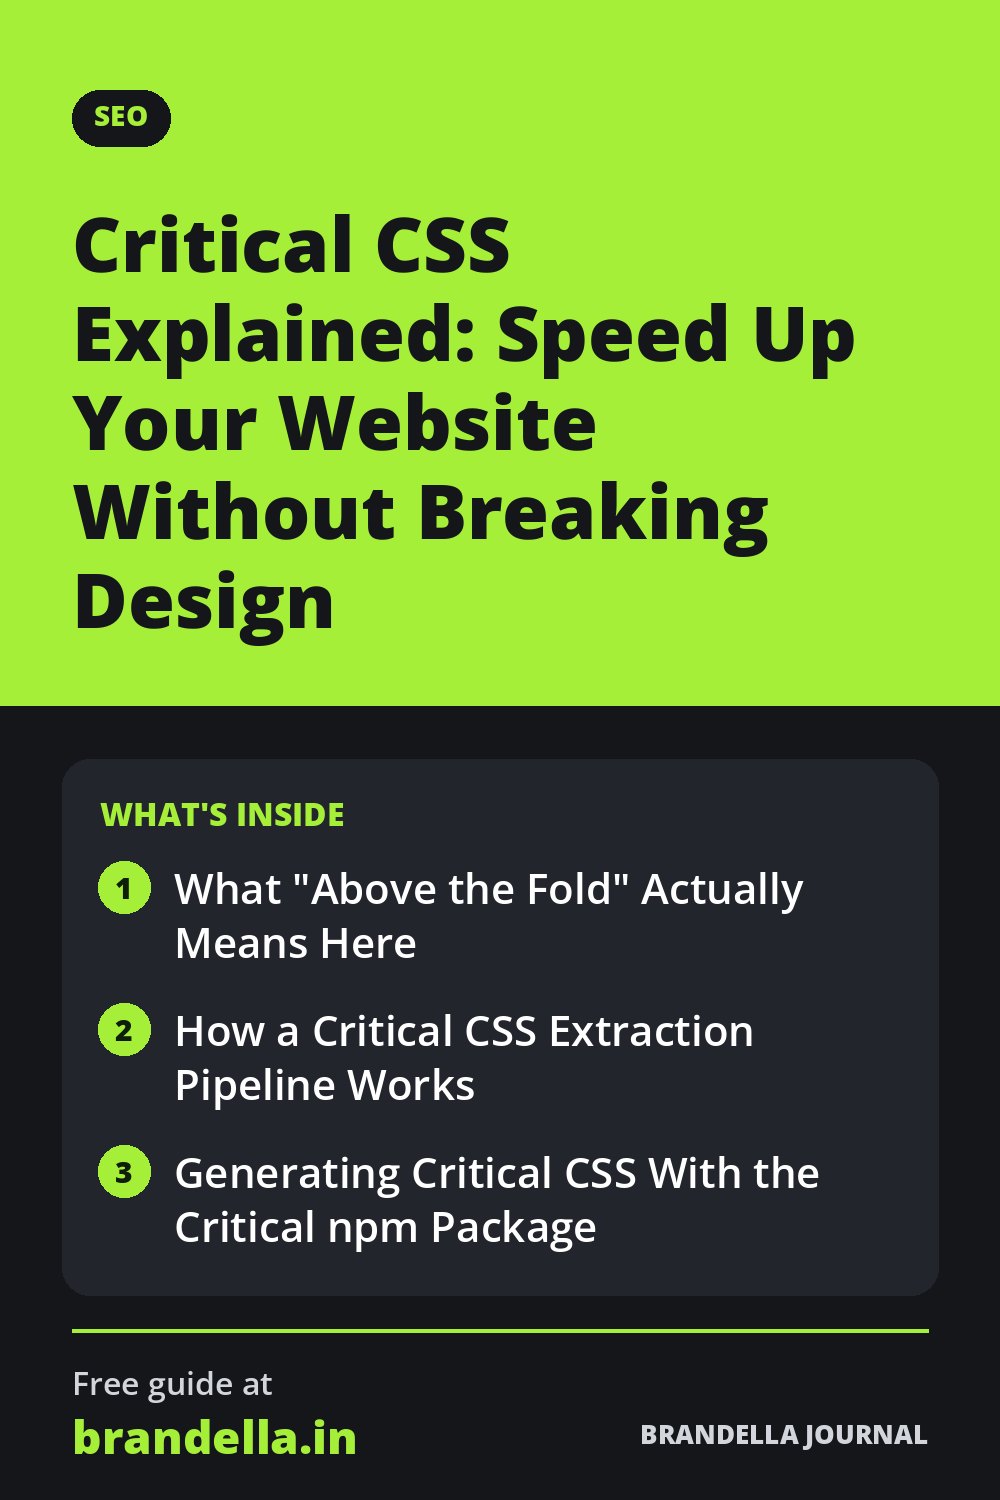 SEO
Critical CSS
Explained: Speed Up
Your Website
Without Breaking
Design
WHAT'S INSIDE
1 What "Above the Fold" Actually
Means Here
2 How a Critical CSS Extraction
Pipeline Works
3 Generating Critical CSS With the
Critical npm Package
Free guide at
brandella.in
BRANDELLA JOURNAL